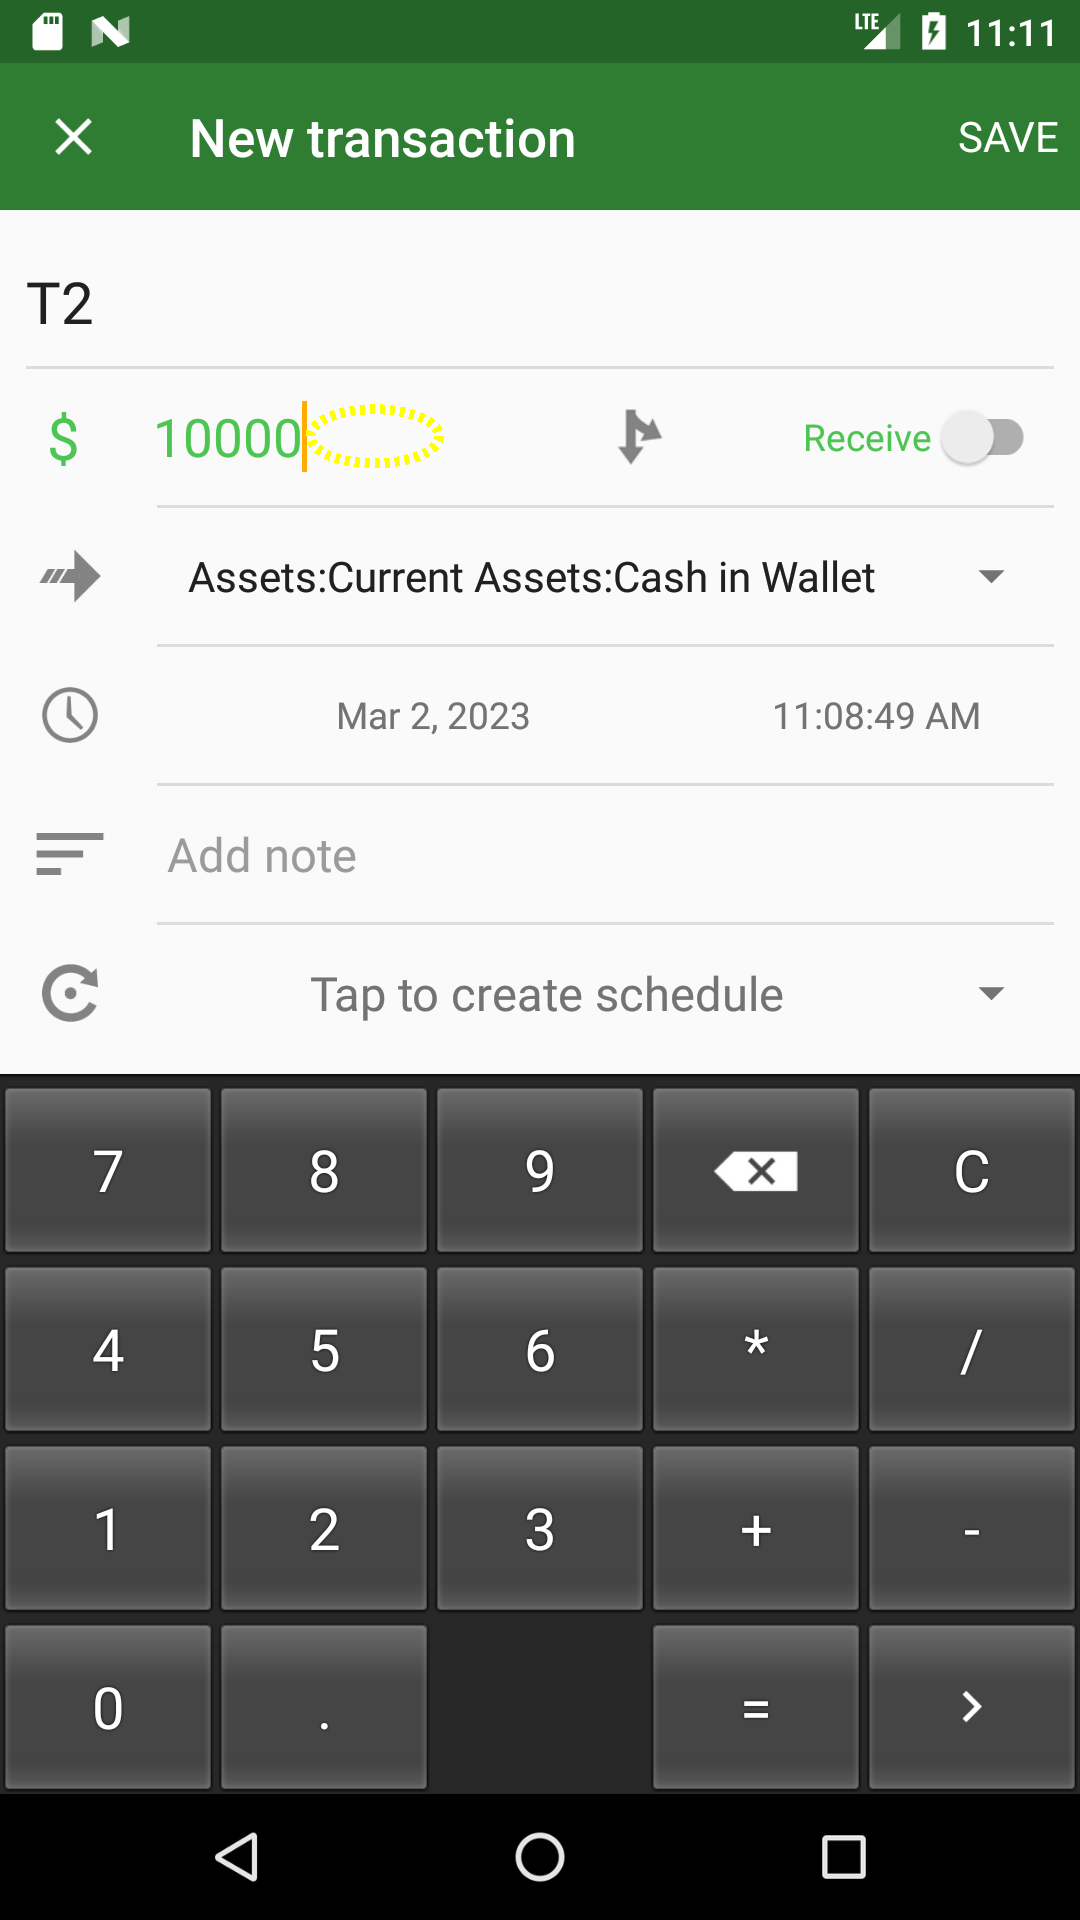 LTE 11:11
New transaction SAVE
T2
$ 10000 Receive
Assets:Current Assets:Cash in Wallet
Mar 2, 2023 11:08:49 AM
Add note
Tap to create schedule
7 8 9 C
4 5 6 * /
1 2 3 + -
0 . = >